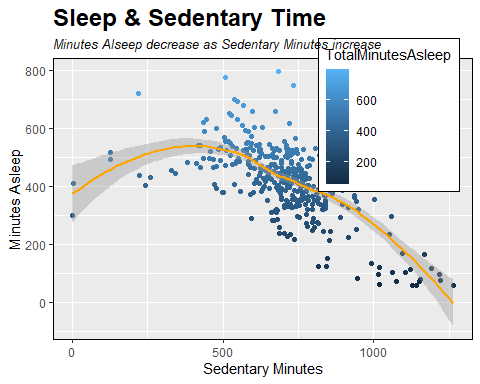 Sleep & Sedentary Time
Minutes Alseep decrease as Sedentary Minutes increase
TotalMinutesAsleep
600
400
200
Minutes Asleep
800
600
400
200
0
0
500
1000
Sedentary Minutes